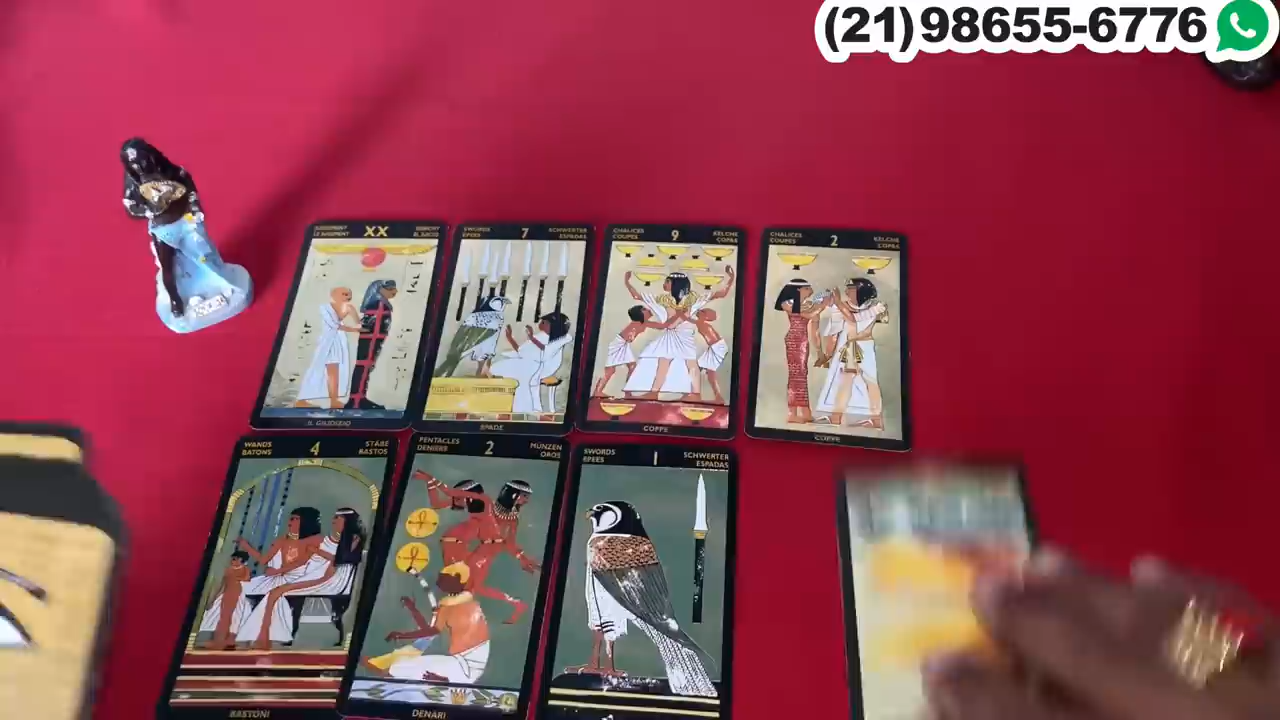 (21)98655-6776
JUDGEMENT
LE JUGEMENT
XX
GERICHT
EL JUICIO
IL GIUDIZIO
SWORDS
EPEES
7
SCHWERTER
ESPADAS
SPADE
CHALICES
COUPES
9
KELCHE
COPAS
COPPE
CHALICES
COUPES
2
KELCHE
COPAS
COPPE
WANDS
BATONS
4
STÄBE
BASTOS
BASTONI
PENTACLES
DENIERS
2
MÜNZEN
OROS
DENARI
SWORDS
EPEES
1
SCHWERTER
ESPADAS